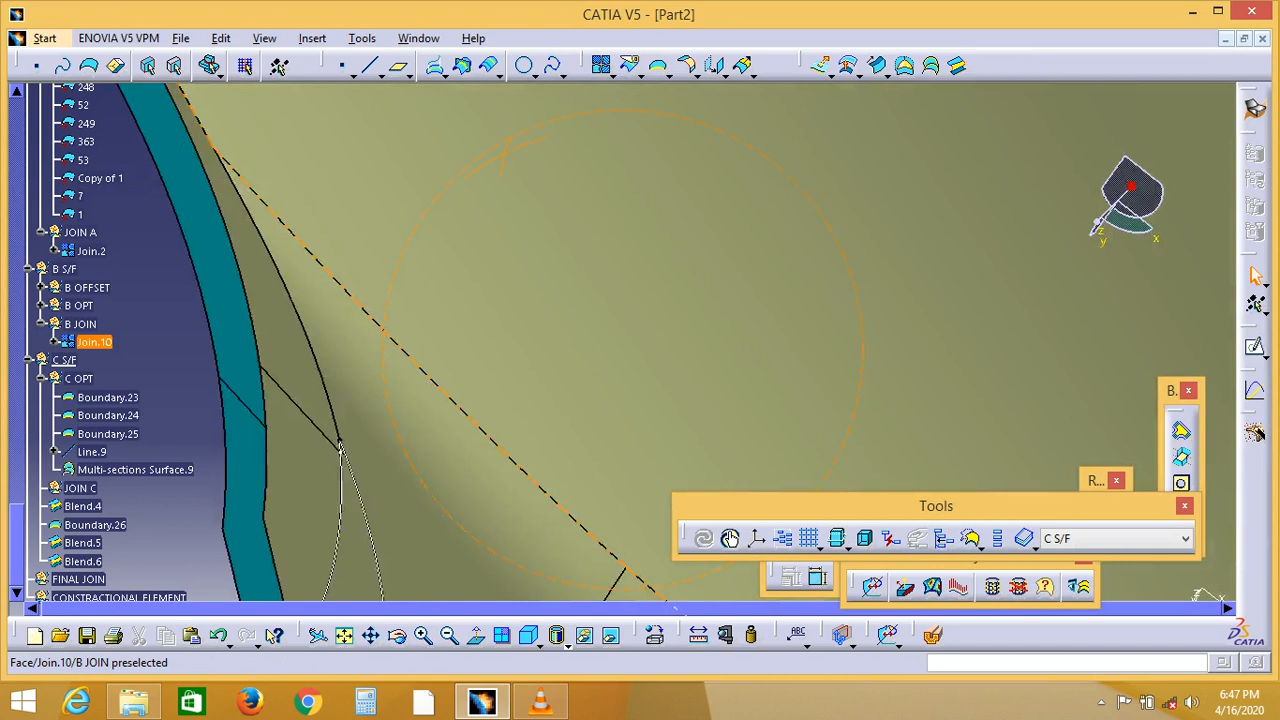 CATIA V5 - [Part2]
Start ENOVIA V5 VPM File Edit View Insert Tools Window Help
248
52
249
363
53
Copy of 1
7
1
JOIN A
Join.2
B S/F
B OFFSET
B OPT
B JOIN
Join.10
C S/F
C OPT
Boundary.23
Boundary.24
Boundary.25
Line.9
Multi-sections Surface.9
JOIN C
Blend.4
Boundary.26
Blend.5
Blend.6
FINAL JOIN
CONSTRACTIONAL ELEMENT
z
x
y
B.
R...
Tools
C S/F
ABC
DS CATIA
Face/Join.10/B JOIN preselected
6:47 PM
4/16/2020